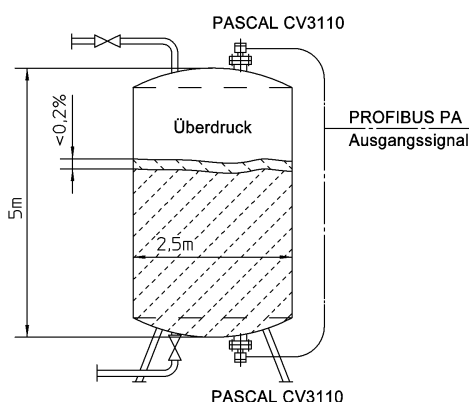 PASCAL CV3110
<0,2%
Überdruck
PROFIBUS PA
Ausgangssignal
5m
2,5m
PASCAL CV3110